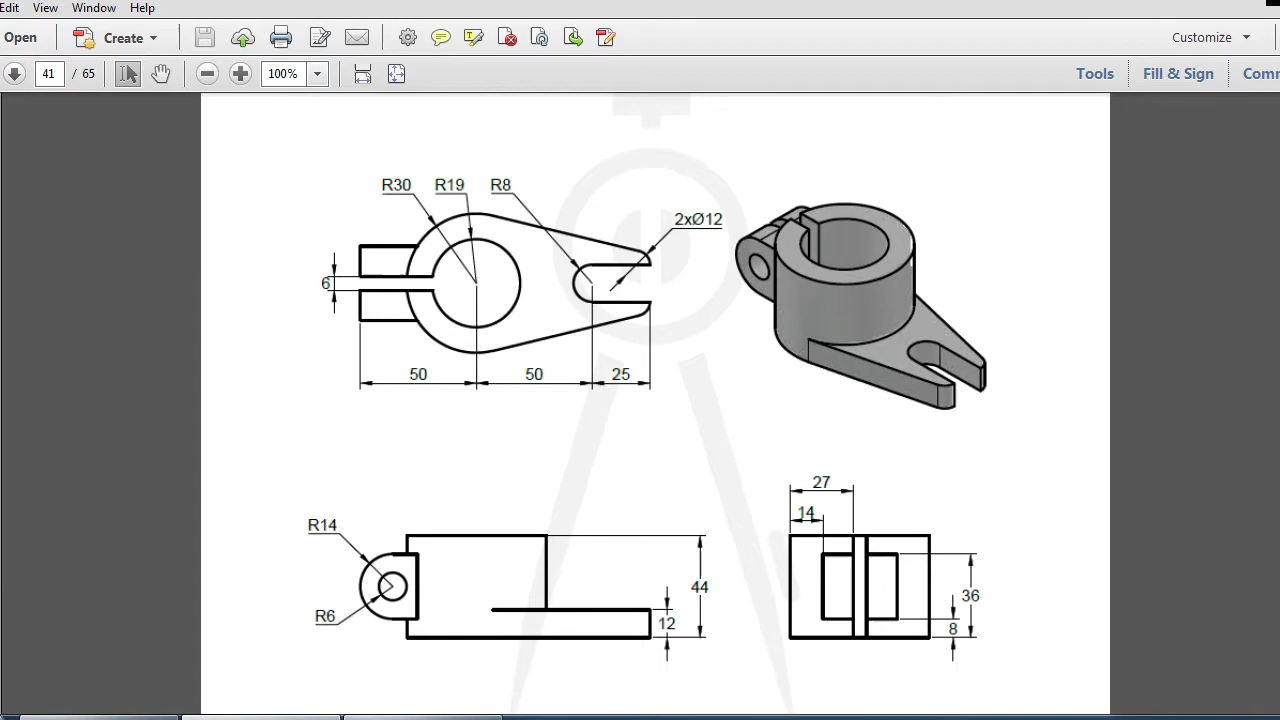 Edit View Window Help
Open Create Customize
41 / 65 100% Tools Fill & Sign Comm
R30 R19 R8
2xØ12
6
50 50 25
27
14
R14
R6
44
12
36
8